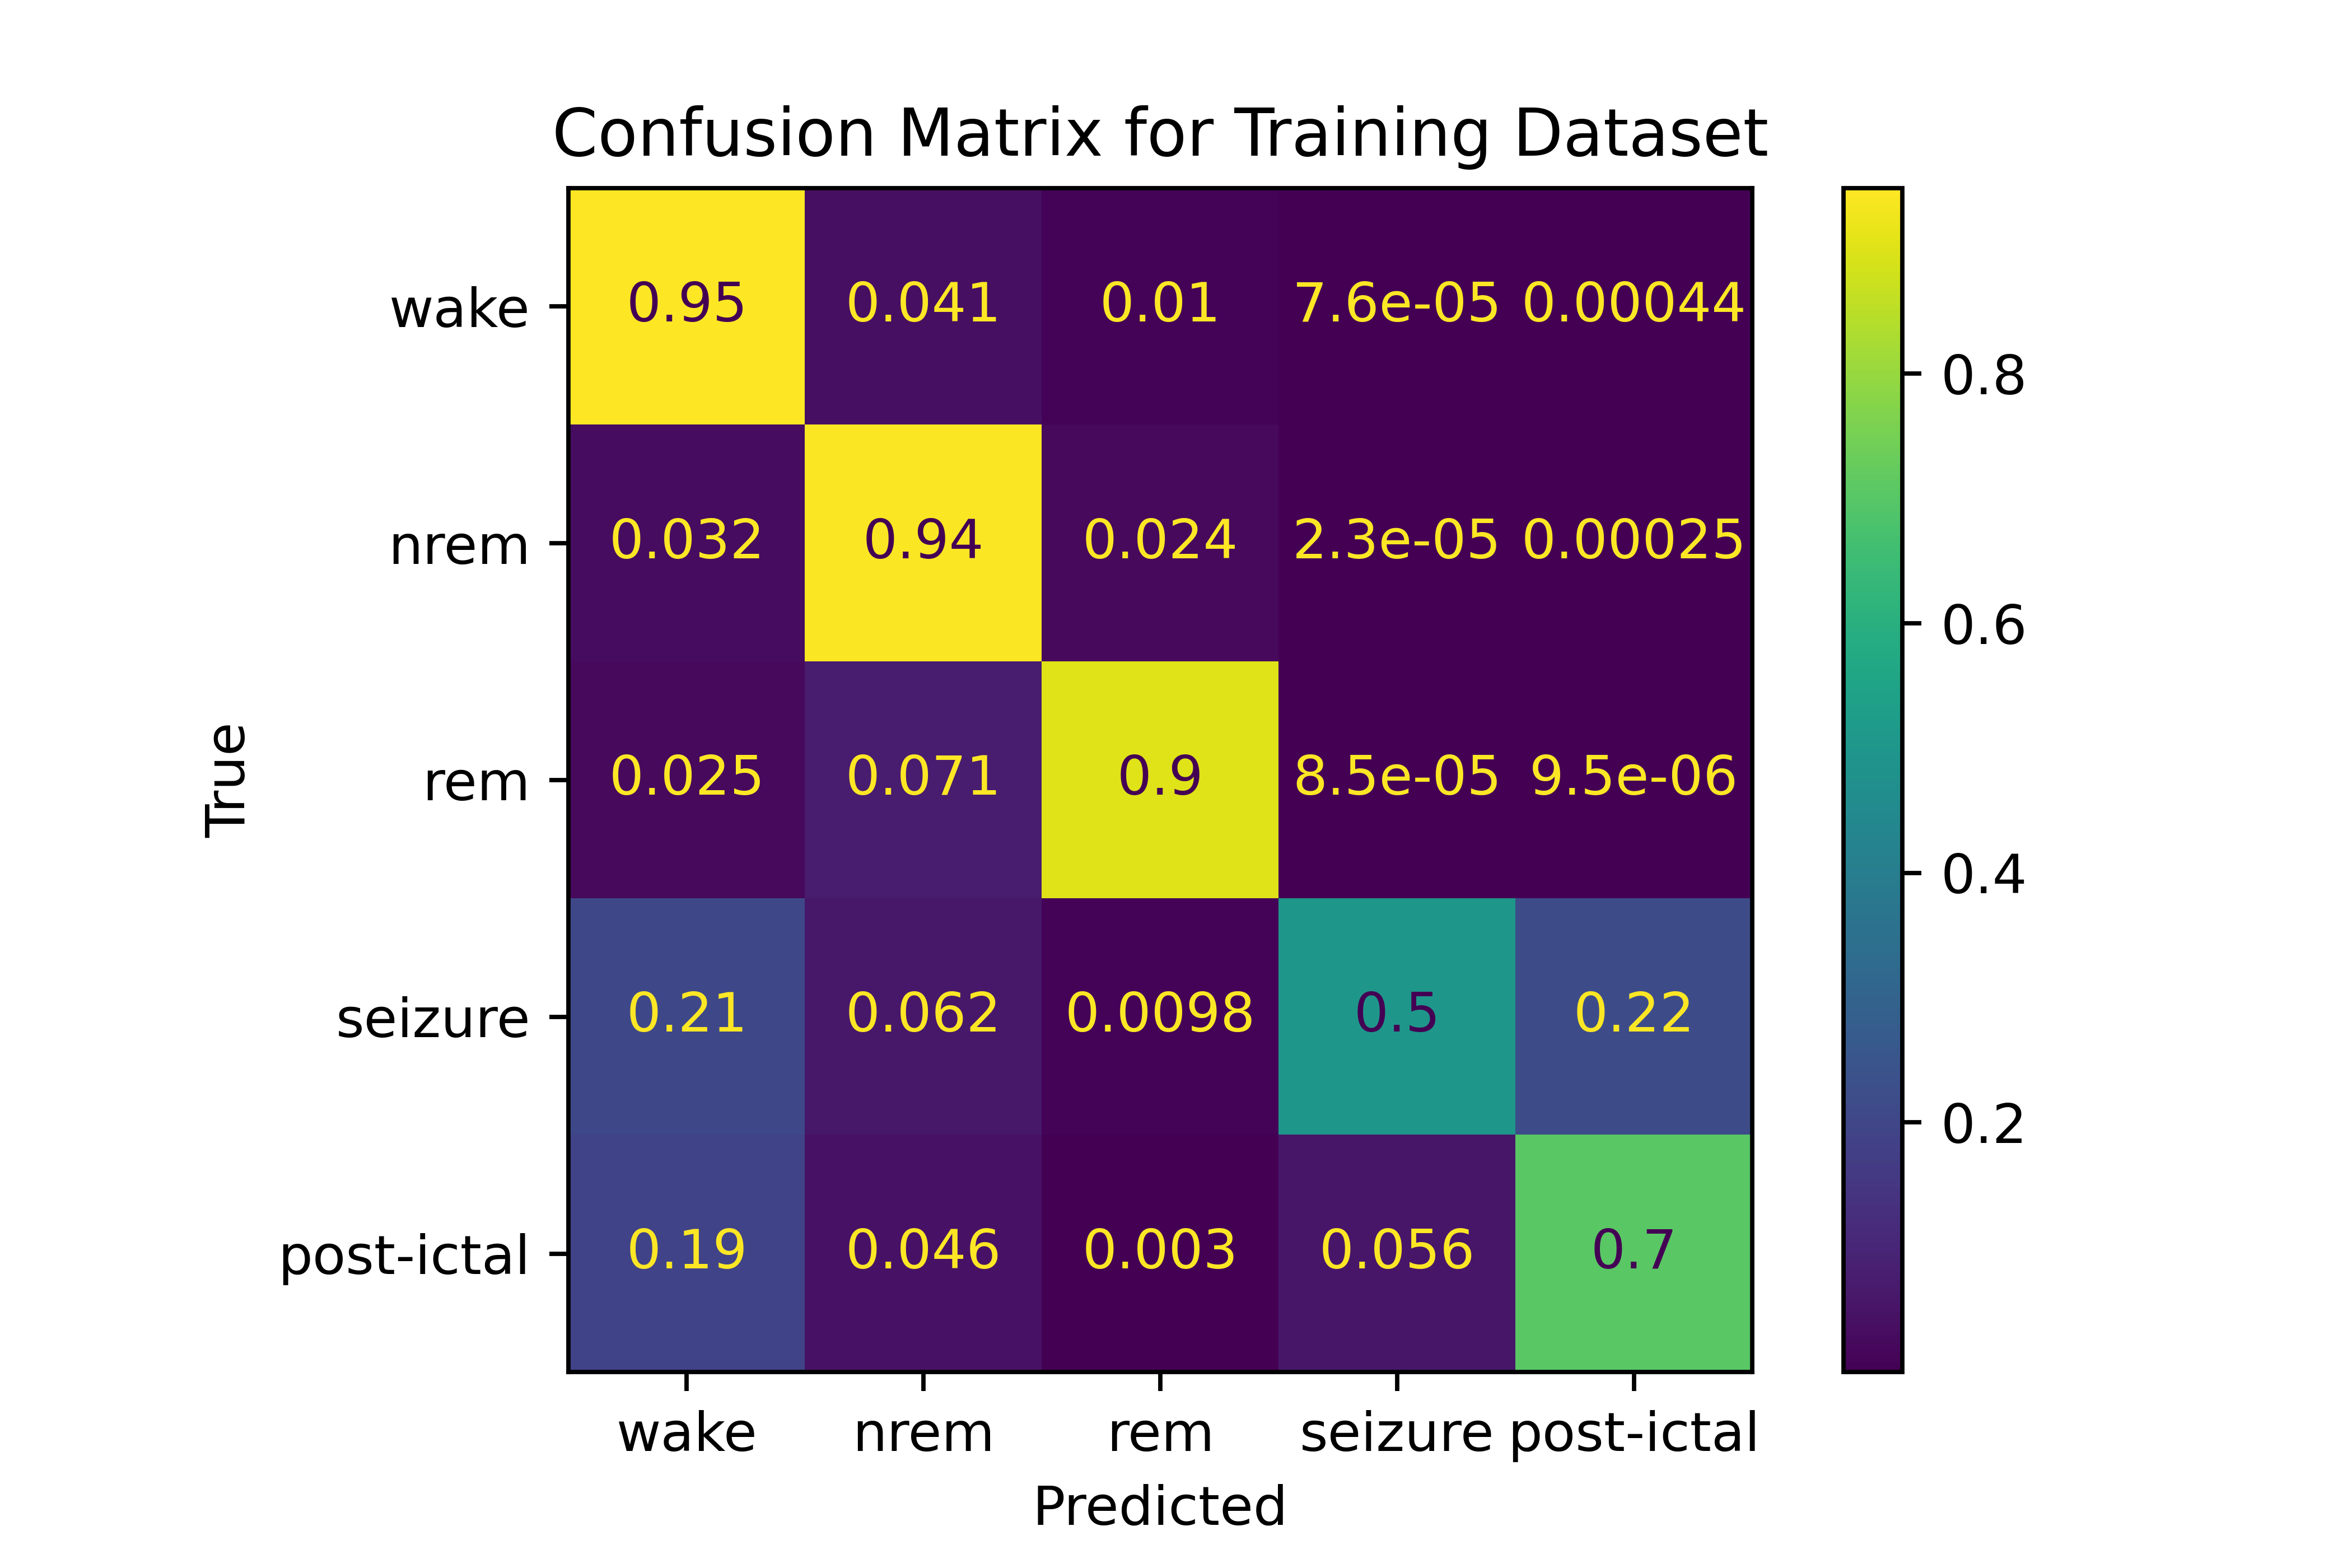 Confusion Matrix for Training Dataset
wake 0.95 0.041 0.01 7.6e-05 0.00044
nrem 0.032 0.94 0.024 2.3e-05 0.00025
rem 0.025 0.071 0.9 8.5e-05 9.5e-06
seizure 0.21 0.062 0.0098 0.5 0.22
post-ictal 0.19 0.046 0.003 0.056 0.7
wake nrem rem seizure post-ictal
Predicted
True
0.8
0.6
0.4
0.2